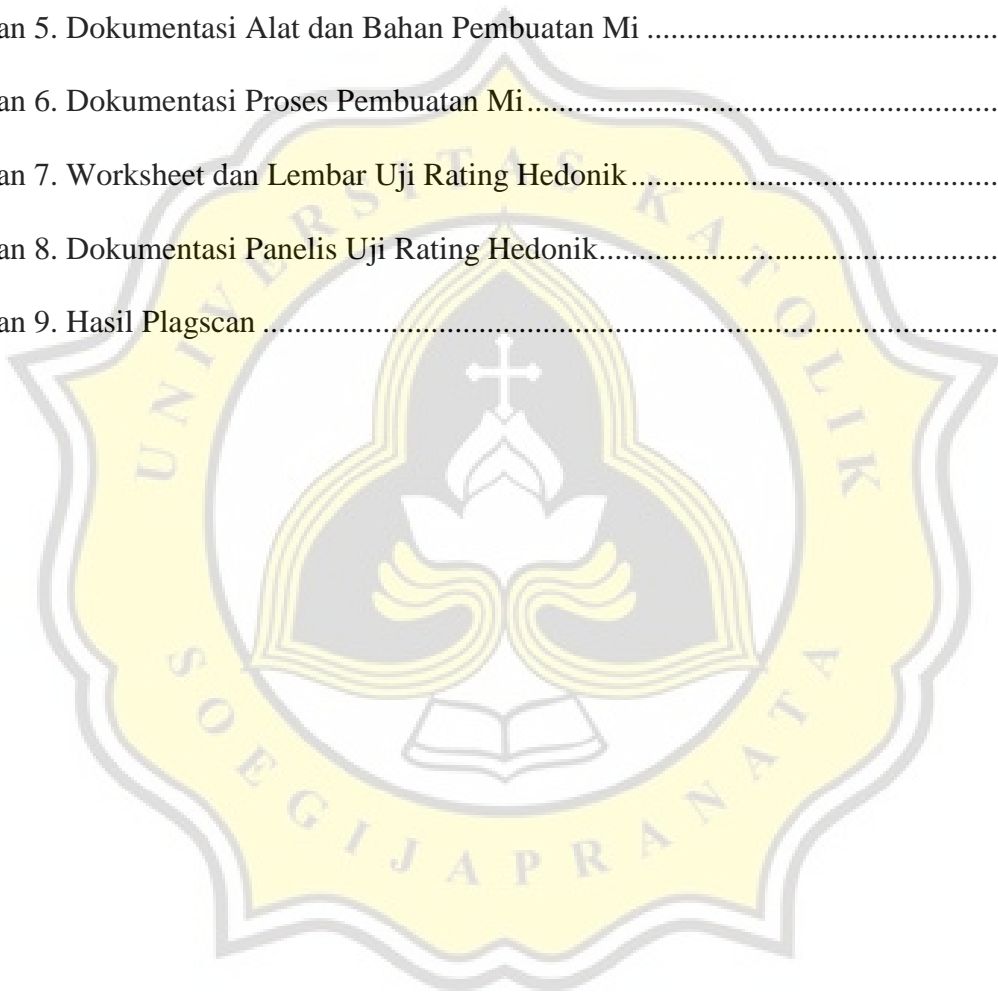 an 5. Dokumentasi Alat dan Bahan Pembuatan Mi ............................................
an 6. Dokumentasi Proses Pembuatan Mi............................................................
an 7. Worksheet dan Lembar Uji Rating Hedonik ..............................................
an 8. Dokumentasi Panelis Uji Rating Hedonik..................................................
an 9. Hasil Plagscan ..............................................................................................
UNIVERSITAS KATOLIK
SOEGIJAPRANATA